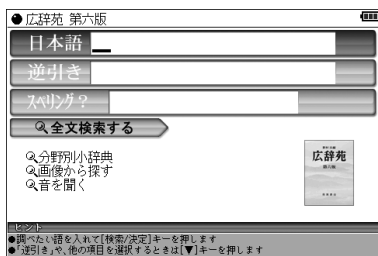 ●広辞苑 第六版
日本語
逆引き
スペリング?
全文検索する
分野別小辞典
画像から探す
音を聞く
広辞苑
第六版
ヒント
●調べたい語を入れて[検索/決定]キーを押します
●「逆引き」や、他の項目を選択するときは[▼]キーを押します